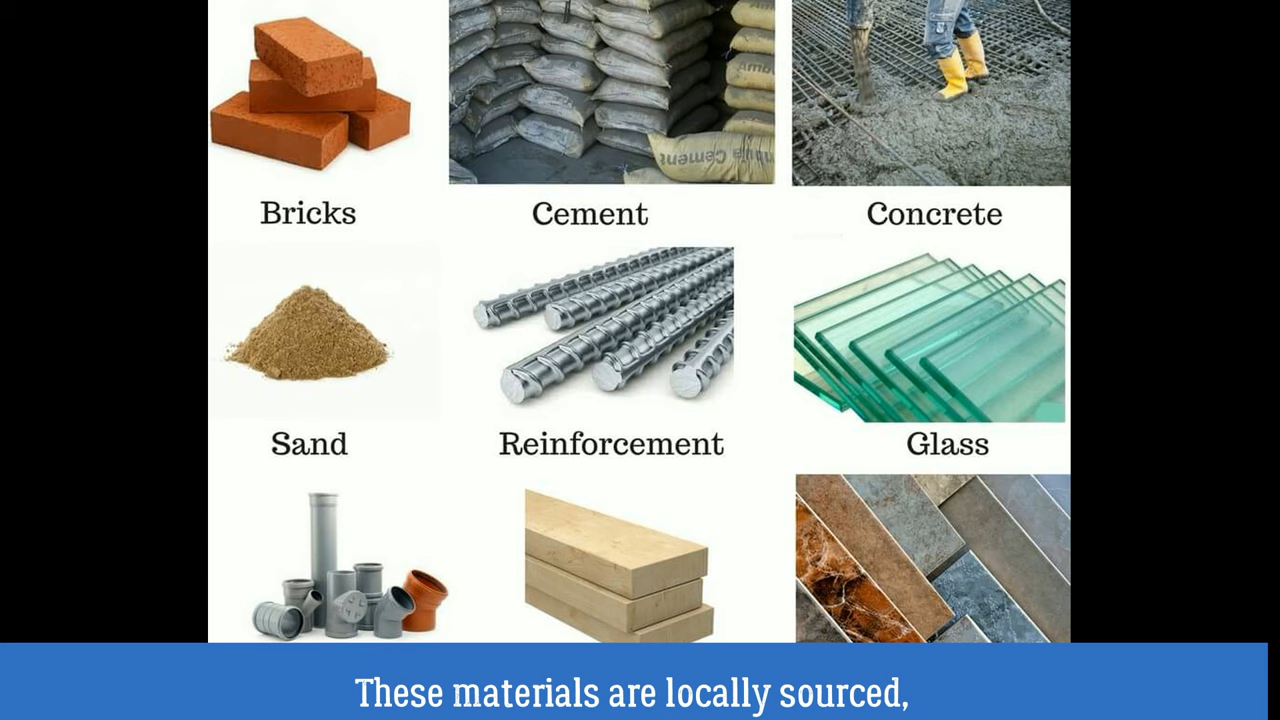 Bricks
Cement
Concrete
Sand
Reinforcement
Glass
These materials are locally sourced,